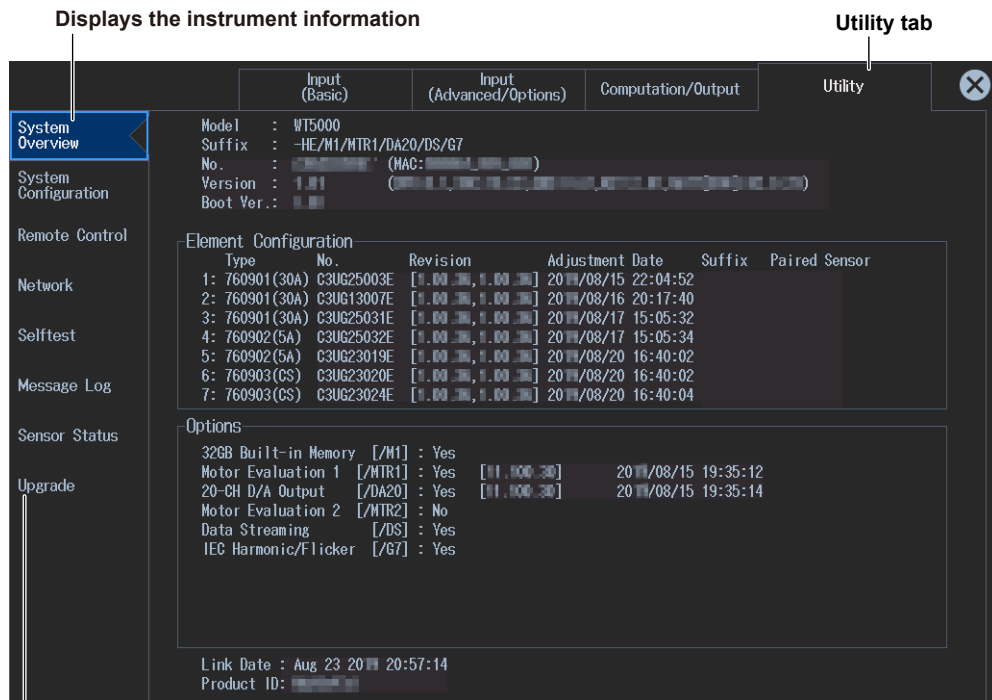 Displays the instrument information
Utility tab
Input
(Basic)
Input
(Advanced/Options)
Computation/Output
Utility
System
Overview
System
Configuration
Remote Control
Network
Selftest
Message Log
Sensor Status
Upgrade
Model : WT5000
Suffix : -HE/M1/MTR1/DA20/DS/G7
No. : (MAC: )
Version :
Boot Ver.:
Element Configuration
Type No. Revision Adjustment Date Suffix Paired Sensor
1: 760901(30A) C3UG25003E /08/15 22:04:52
2: 760901(30A) C3UG13007E /08/16 20:17:40
3: 760901(30A) C3UG25031E /08/17 15:05:32
4: 760902(5A) C3UG25032E /08/17 15:05:34
5: 760902(5A) C3UG23019E /08/20 16:40:02
6: 760903(CS) C3UG23020E /08/20 16:40:02
7: 760903(CS) C3UG23024E /08/20 16:40:04
Options
32GB Built-in Memory [/M1] : Yes
Motor Evaluation 1 [/MTR1] : Yes /08/15 19:35:12
20-CH D/A Output [/DA20] : Yes /08/15 19:35:14
Motor Evaluation 2 [/MTR2] : No
Data Streaming [/DS] : Yes
IEC Harmonic/Flicker [/G7] : Yes
Link Date : Aug 23 20:57:14
Product ID: